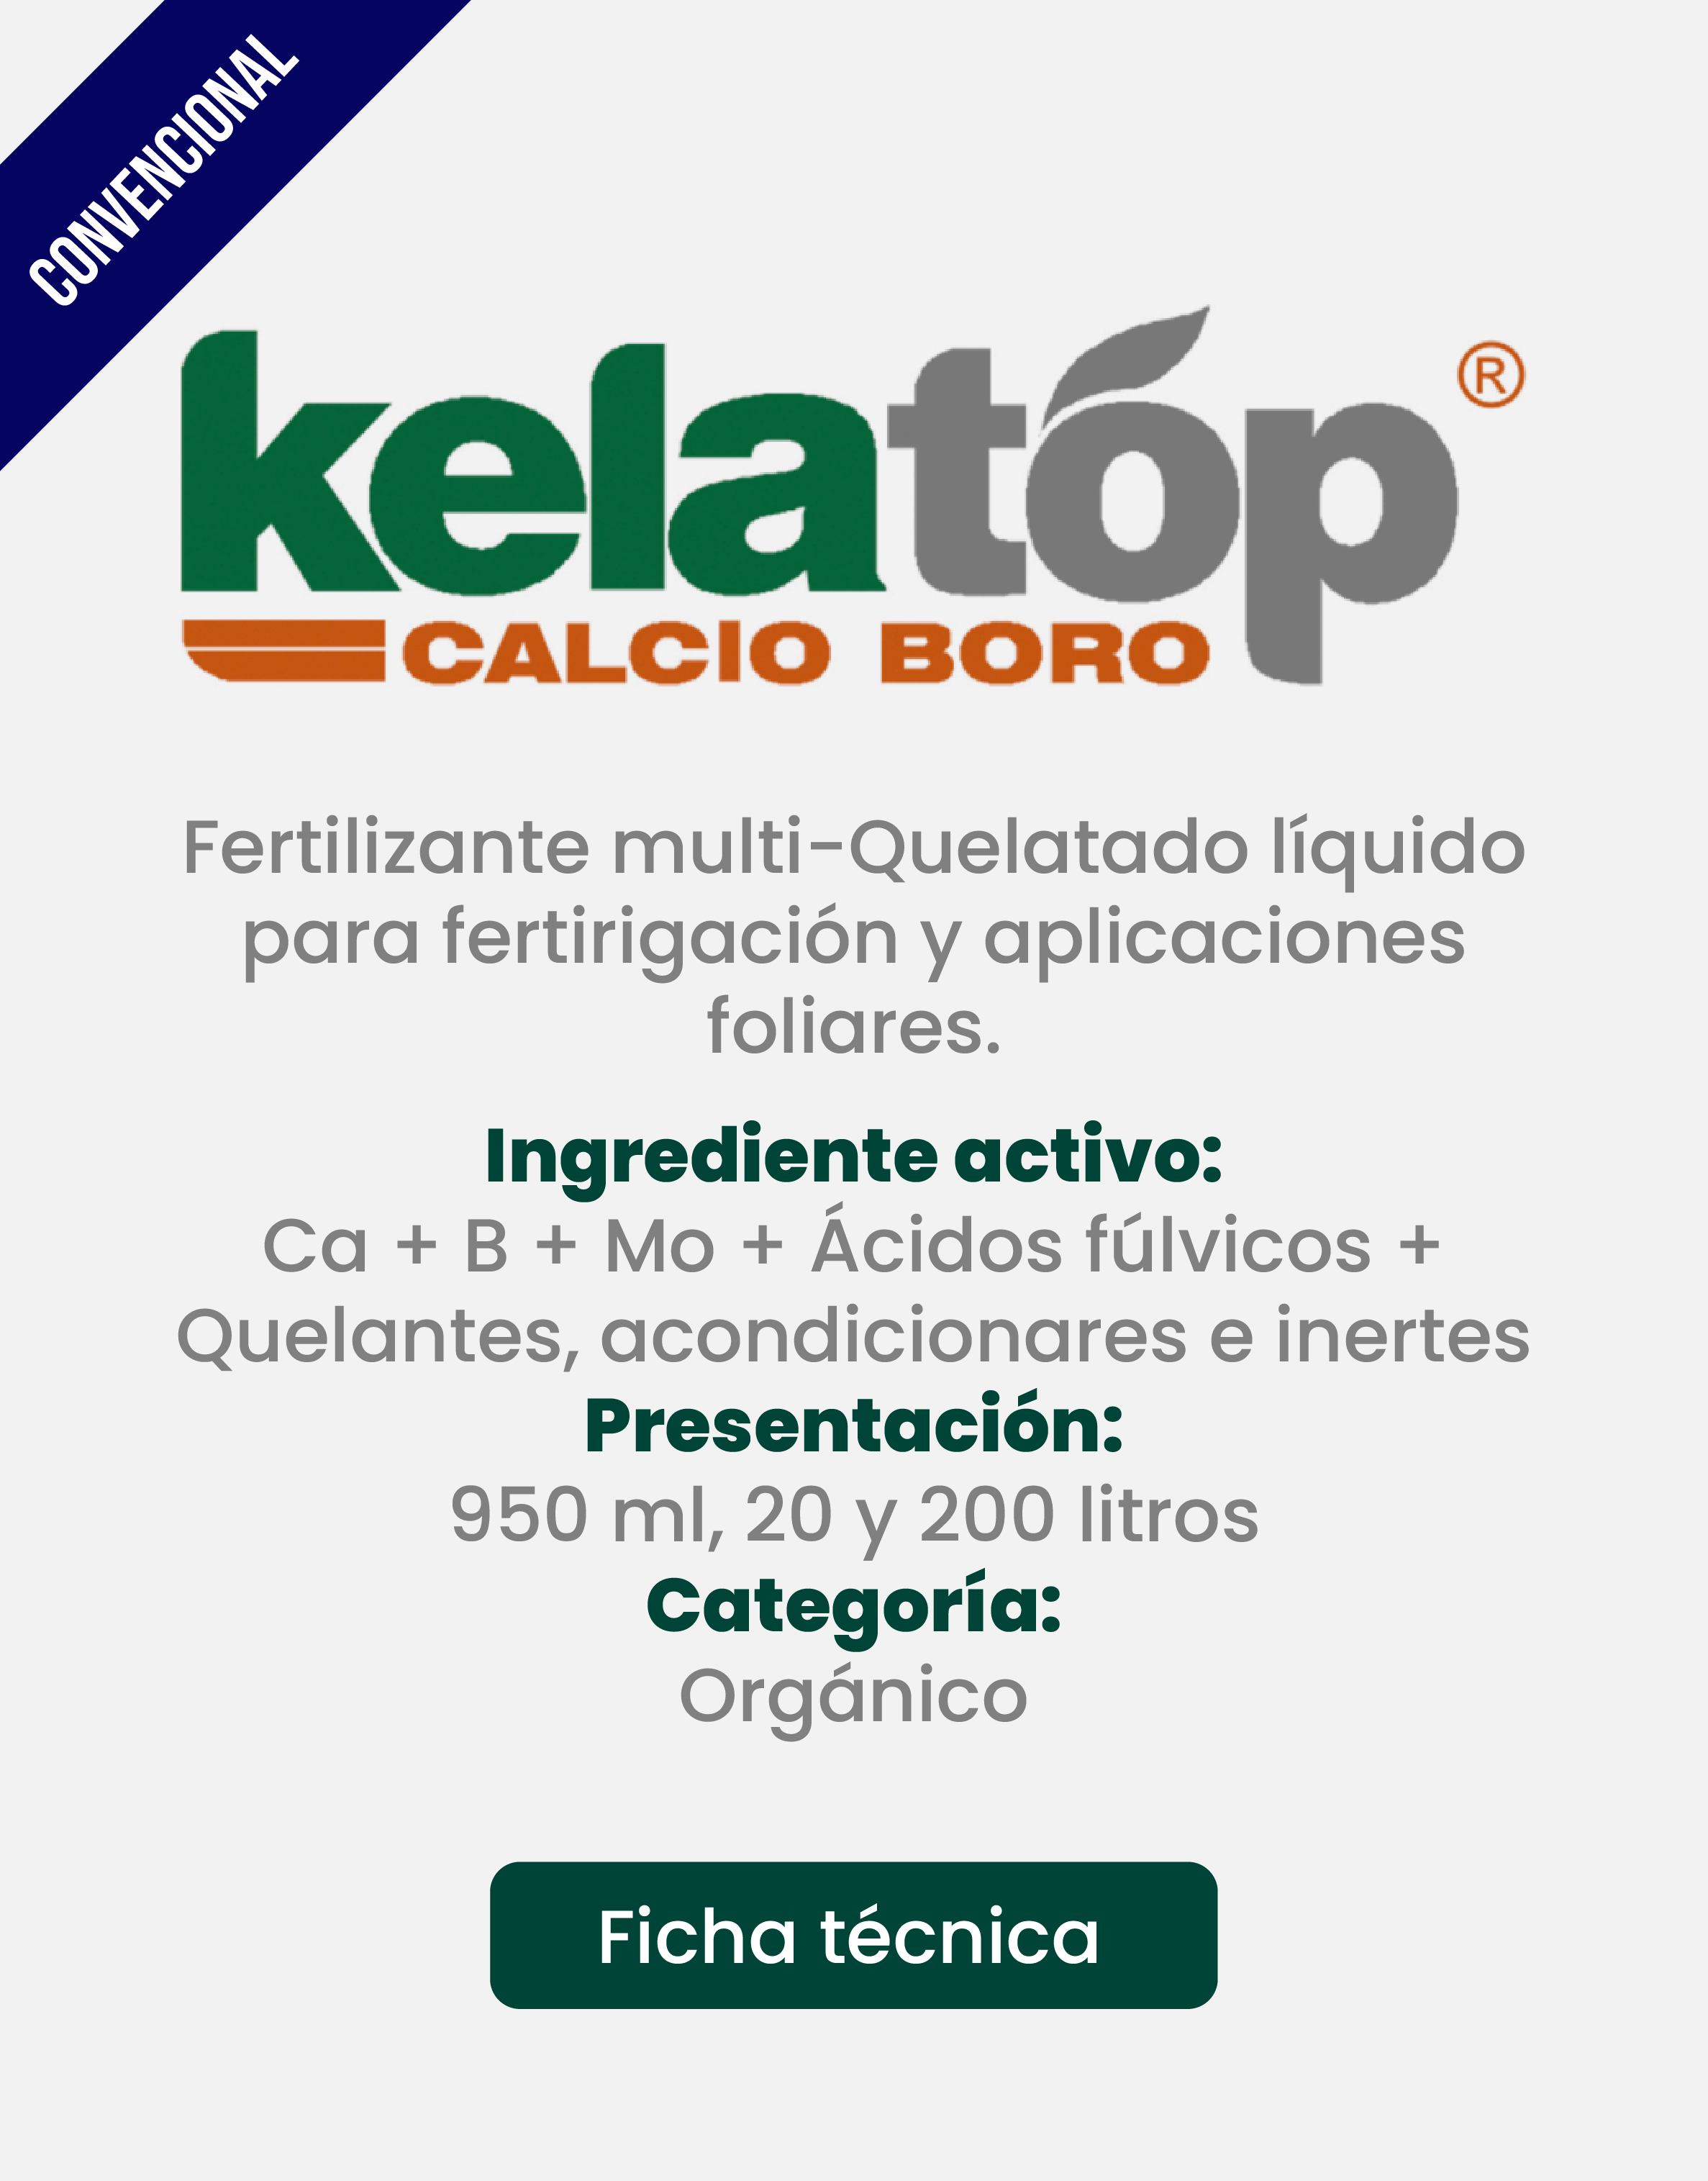 CONVENCIONAL
kelatop®
CALCIO BORO
Fertilizante multi-Quelatado líquido
para fertirigación y aplicaciones
foliares.
Ingrediente activo:
Ca + B + Mo + Ácidos fúlvicos +
Quelantes, acondicionares e inertes
Presentación:
950 ml, 20 y 200 litros
Categoría:
Orgánico
Ficha técnica